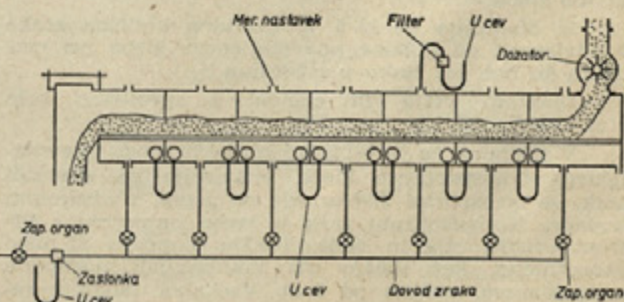 Mer. nastavek
Filter
U cev
Dozator
Zap. organ
Zaslonka
U cev
U cev
Dovod zraka
Zap. organ